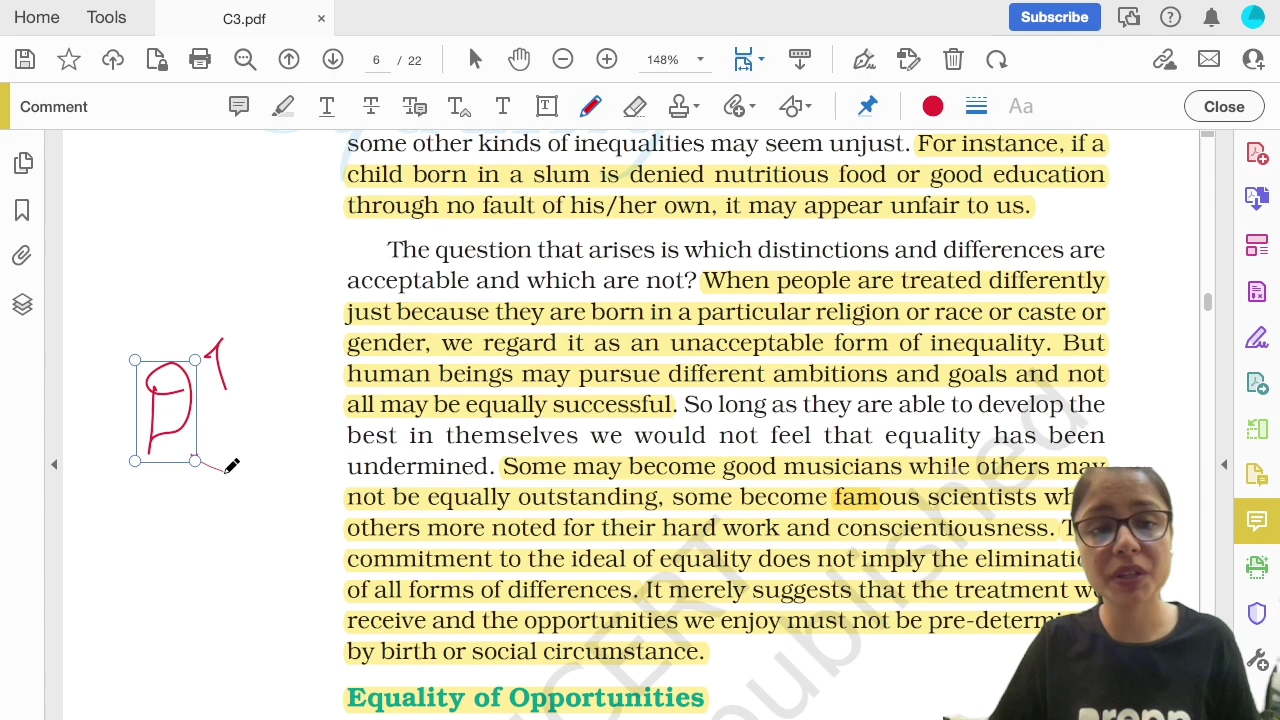 Home Tools C3.pdf × Subscribe
6 / 22 148%
Comment Aa Close
some other kinds of inequalities may seem unjust. For instance, if a
child born in a slum is denied nutritious food or good education
through no fault of his/her own, it may appear unfair to us.
The question that arises is which distinctions and differences are
acceptable and which are not? When people are treated differently
just because they are born in a particular religion or race or caste or
gender, we regard it as an unacceptable form of inequality. But
human beings may pursue different ambitions and goals and not
all may be equally successful. So long as they are able to develop the
best in themselves we would not feel that equality has been
undermined. Some may become good musicians while others may
not be equally outstanding, some become famous scientists
others more noted for their hard work and conscientiousness.
commitment to the ideal of equality does not imply the
of all forms of differences. It merely suggests that the treatment
receive and the opportunities we enjoy must not be
by birth or social circumstance.
Equality of Opportunities
published